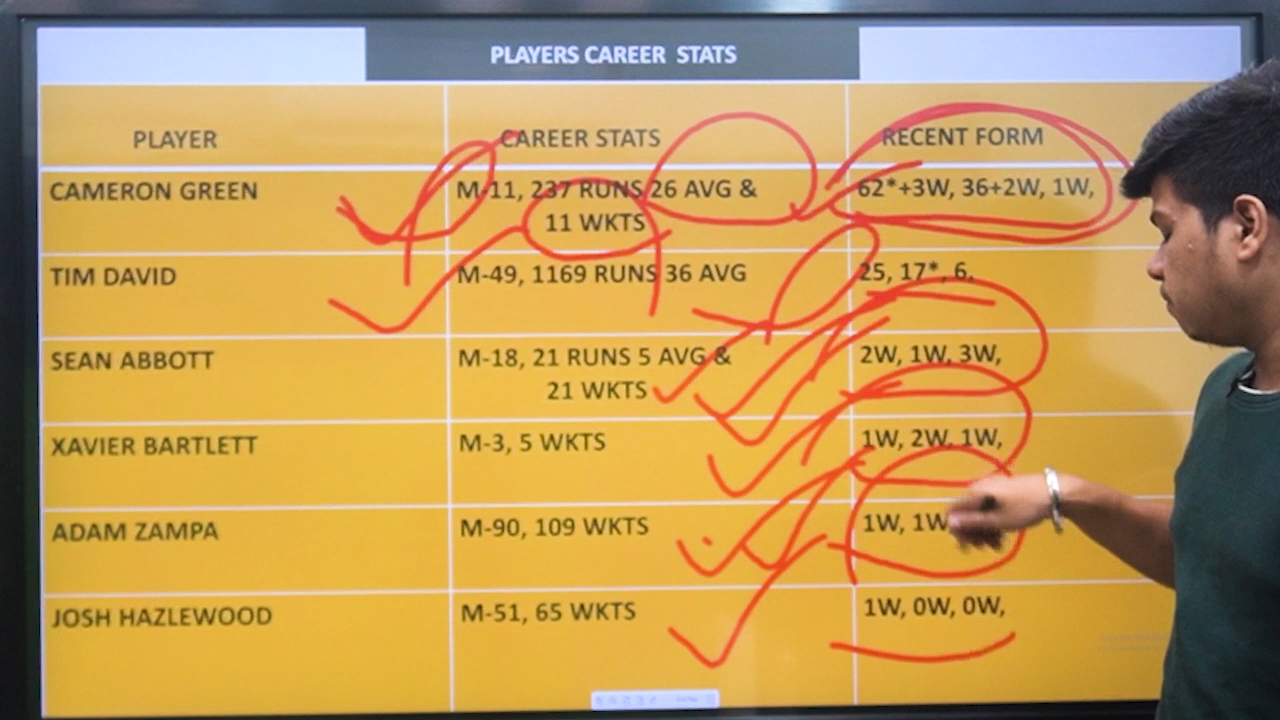 PLAYERS CAREER STATS
PLAYER CAREER STATS RECENT FORM
CAMERON GREEN M-11, 237 RUNS 26 AVG & 62*+3W, 36+2W, 1W,
11 WKTS
TIM DAVID M-49, 1169 RUNS 36 AVG 25, 17*, 6,
SEAN ABBOTT M-18, 21 RUNS 5 AVG & 2W, 1W, 3W,
21 WKTS
XAVIER BARTLETT M-3, 5 WKTS 1W, 2W, 1W,
ADAM ZAMPA M-90, 109 WKTS 1W, 1W
JOSH HAZLEWOOD M-51, 65 WKTS 1W, 0W, 0W,